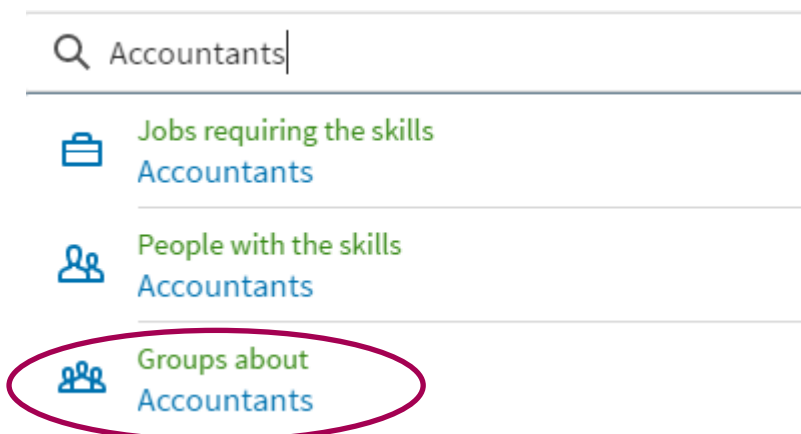 Accountants
Jobs requiring the skills
Accountants
People with the skills
Accountants
Groups about
Accountants